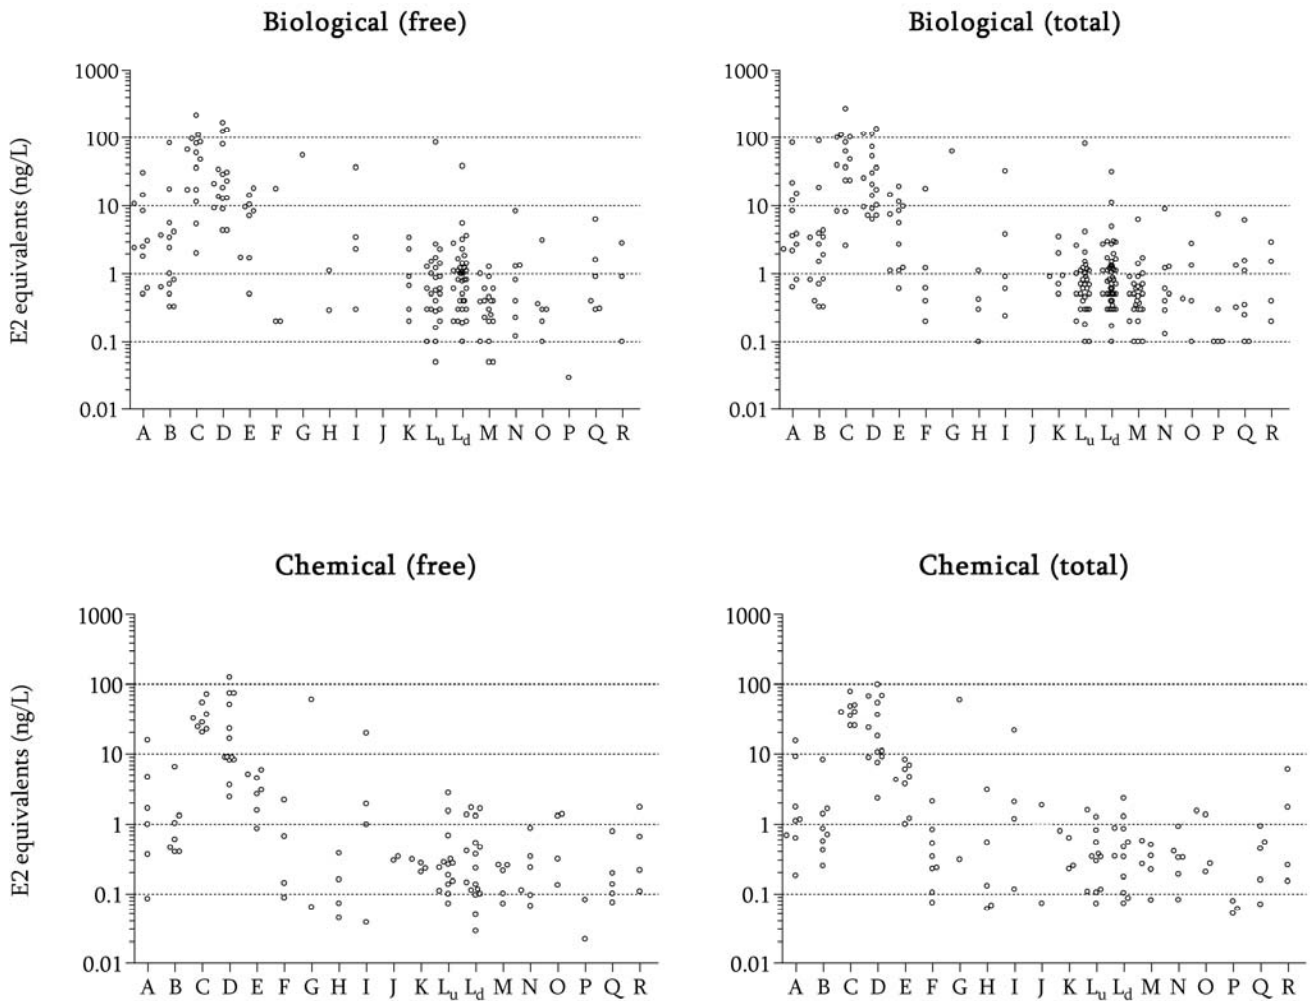 Biological (free)
1000
100
10
1
0.1
0.01
E2 equivalents (ng/L)
A B C D E F G H I J K Lu Ld M N O P Q R
Biological (total)
1000
100
10
1
0.1
0.01
A B C D E F G H I J K Lu Ld M N O P Q R
Chemical (free)
1000
100
10
1
0.1
0.01
E2 equivalents (ng/L)
A B C D E F G H I J K Lu Ld M N O P Q R
Chemical (total)
1000
100
10
1
0.1
0.01
A B C D E F G H I J K Lu Ld M N O P Q R